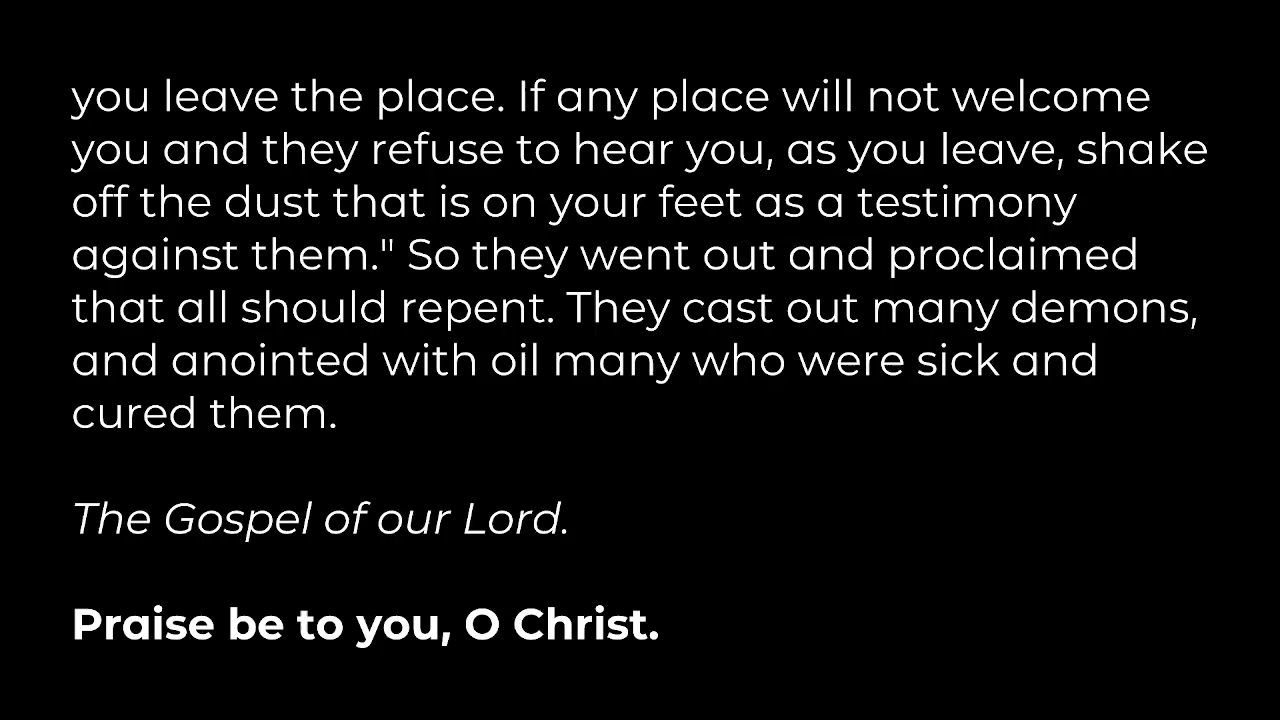 you leave the place. If any place will not welcome
you and they refuse to hear you, as you leave, shake
off the dust that is on your feet as a testimony
against them." So they went out and proclaimed
that all should repent. They cast out many demons,
and anointed with oil many who were sick and
cured them.
The Gospel of our Lord.
Praise be to you, O Christ.